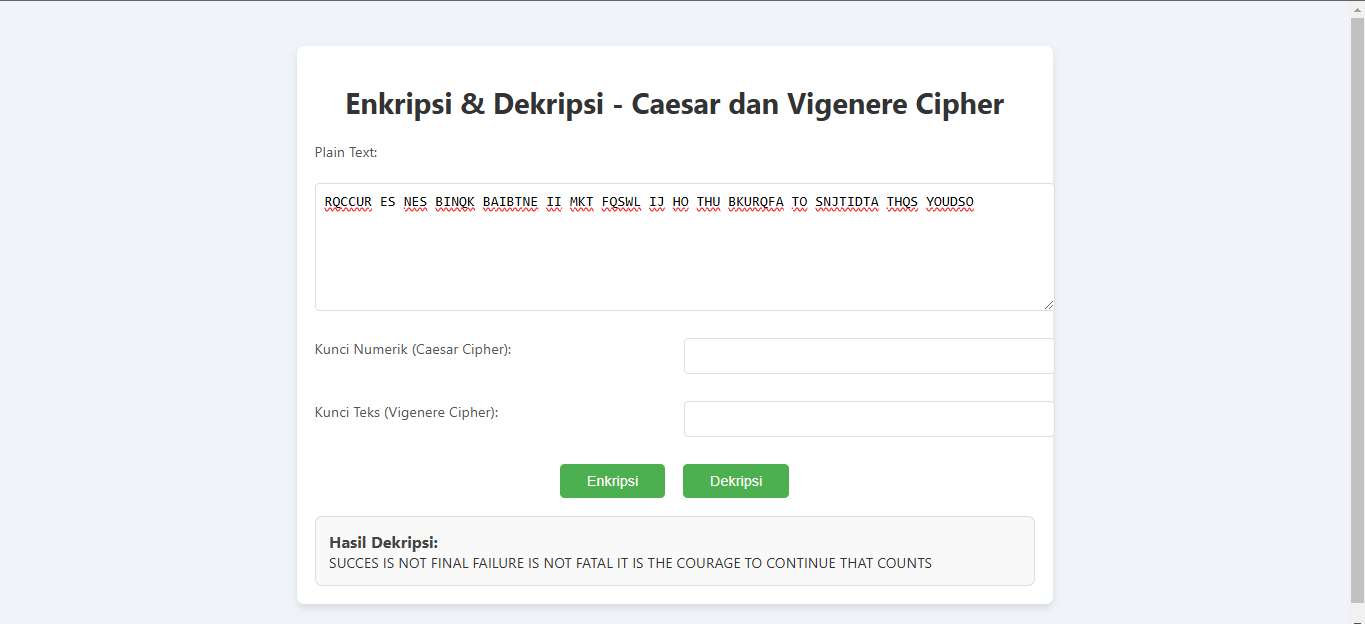 Enkripsi & Dekripsi - Caesar dan Vigenere Cipher
Plain Text:
RQCCUR ES NES BINQK BAIBTNE II MKT FQSWL IJ HO THU BKURQFA TO SNJTIDTA THQS YOUDSO
Kunci Numerik (Caesar Cipher):
Kunci Teks (Vigenere Cipher):
Enkripsi Dekripsi
Hasil Dekripsi:
SUCCES IS NOT FINAL FAILURE IS NOT FATAL IT IS THE COURAGE TO CONTINUE THAT COUNTS